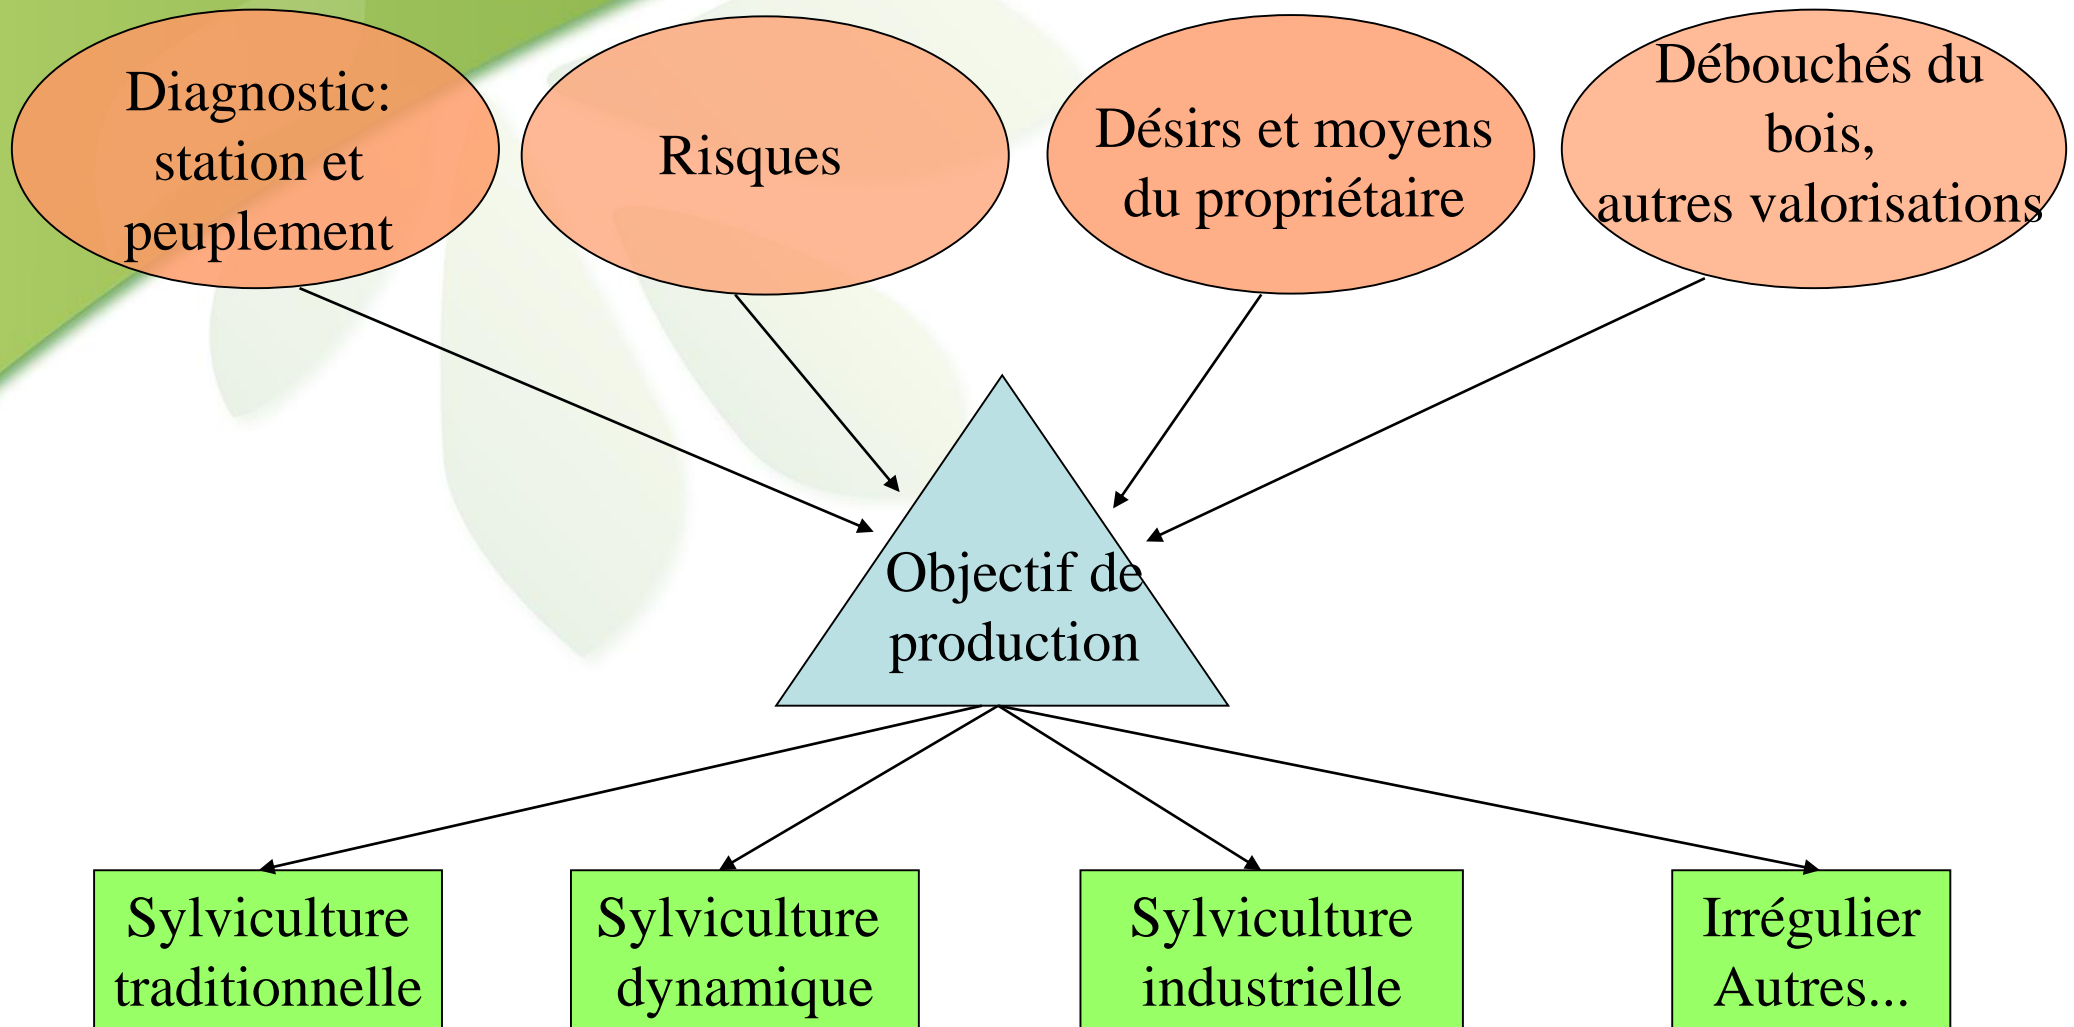 Diagnostic:
station et
peuplement
Risques
Désirs et moyens
du propriétaire
Débouchés du
bois,
autres valorisations
Objectif de
production
Sylviculture
traditionnelle
Sylviculture
dynamique
Sylviculture
industrielle
Irrégulier
Autres...